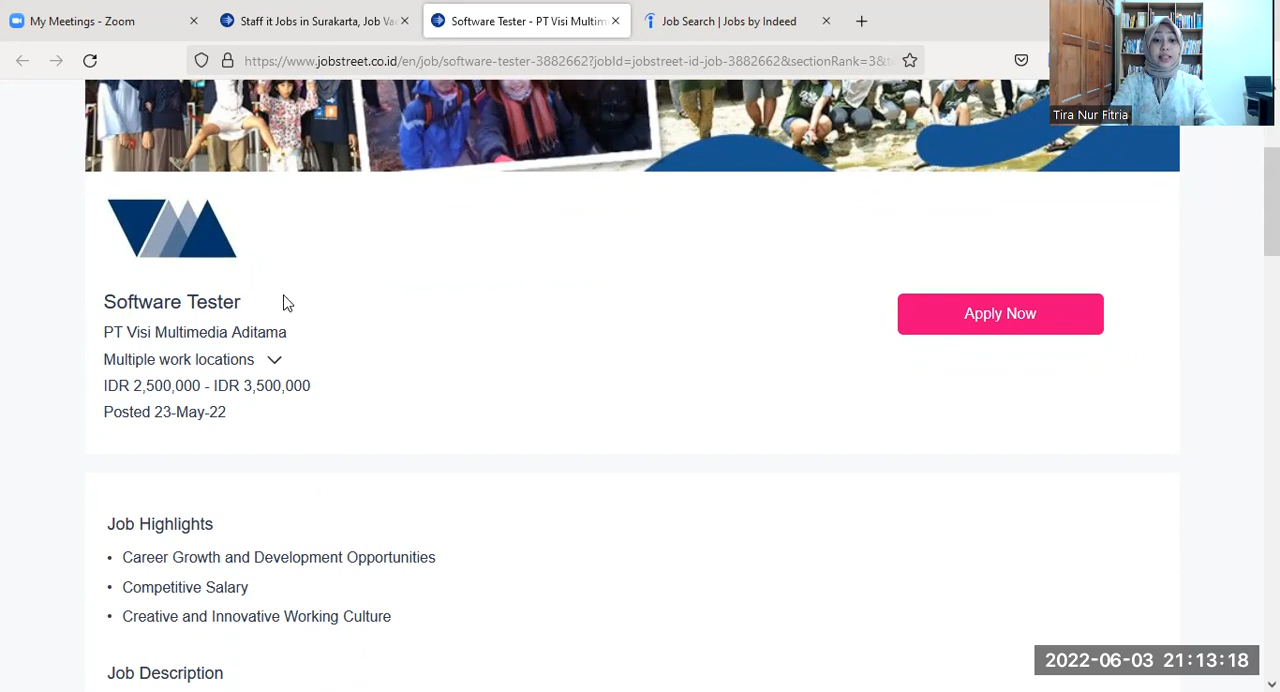 My Meetings - Zoom
Staff it Jobs in Surakarta, Job Va
Software Tester - PT Visi Multim
Job Search | Jobs by Indeed
https://www.jobstreet.co.id/en/job/software-tester-3882662?jobId=jobstreet-id-job-3882662&sectionRank=3&t
Tira Nur Fitria
Software Tester
PT Visi Multimedia Aditama
Multiple work locations
IDR 2,500,000 - IDR 3,500,000
Posted 23-May-22
Apply Now
Job Highlights
• Career Growth and Development Opportunities
• Competitive Salary
• Creative and Innovative Working Culture
Job Description
2022-06-03 21:13:18